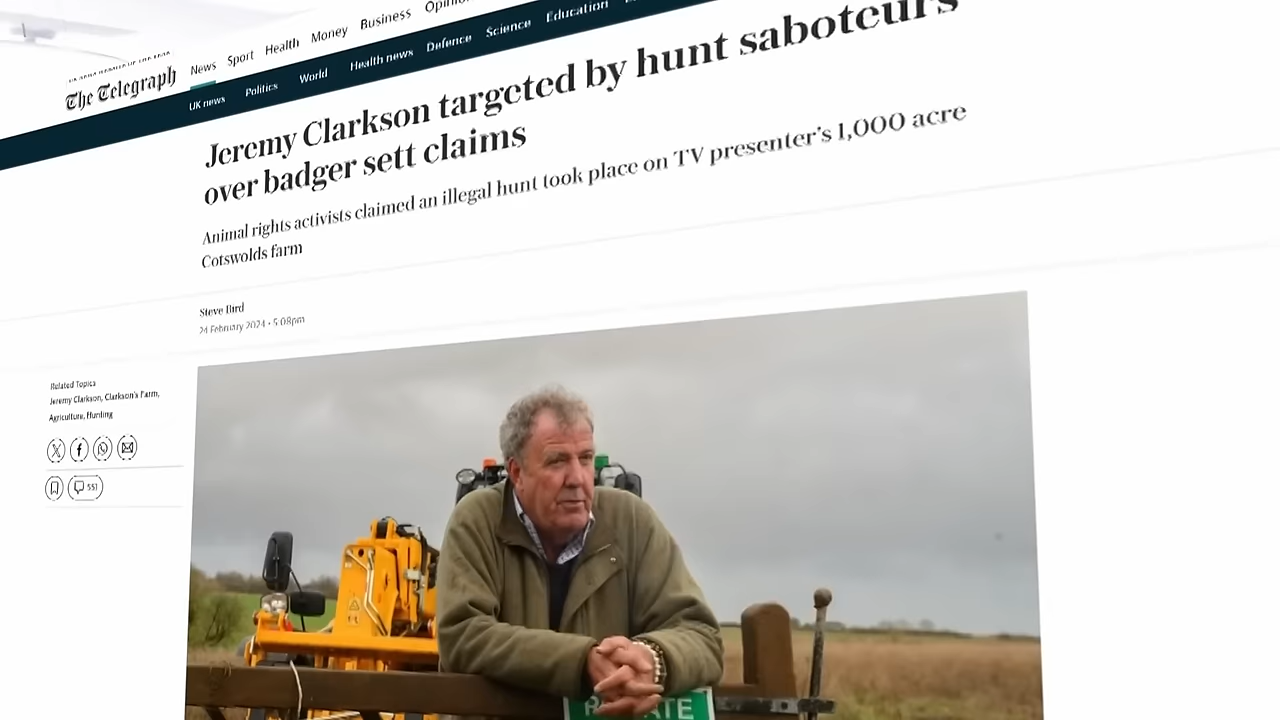 The Telegraph
News Sport Health Money Business
UK news Politics World Health news Defence Science Education
Jeremy Clarkson targeted by hunt saboteurs
over badger sett claims
Animal rights activists claimed an illegal hunt took place on TV presenter's 1,000 acre
Cotswolds farm
Steve Bird
24 February 2024 • 5:08pm
Related Topics
Jeremy Clarkson, Clarkson's Farm,
Agriculture, Hunting
551